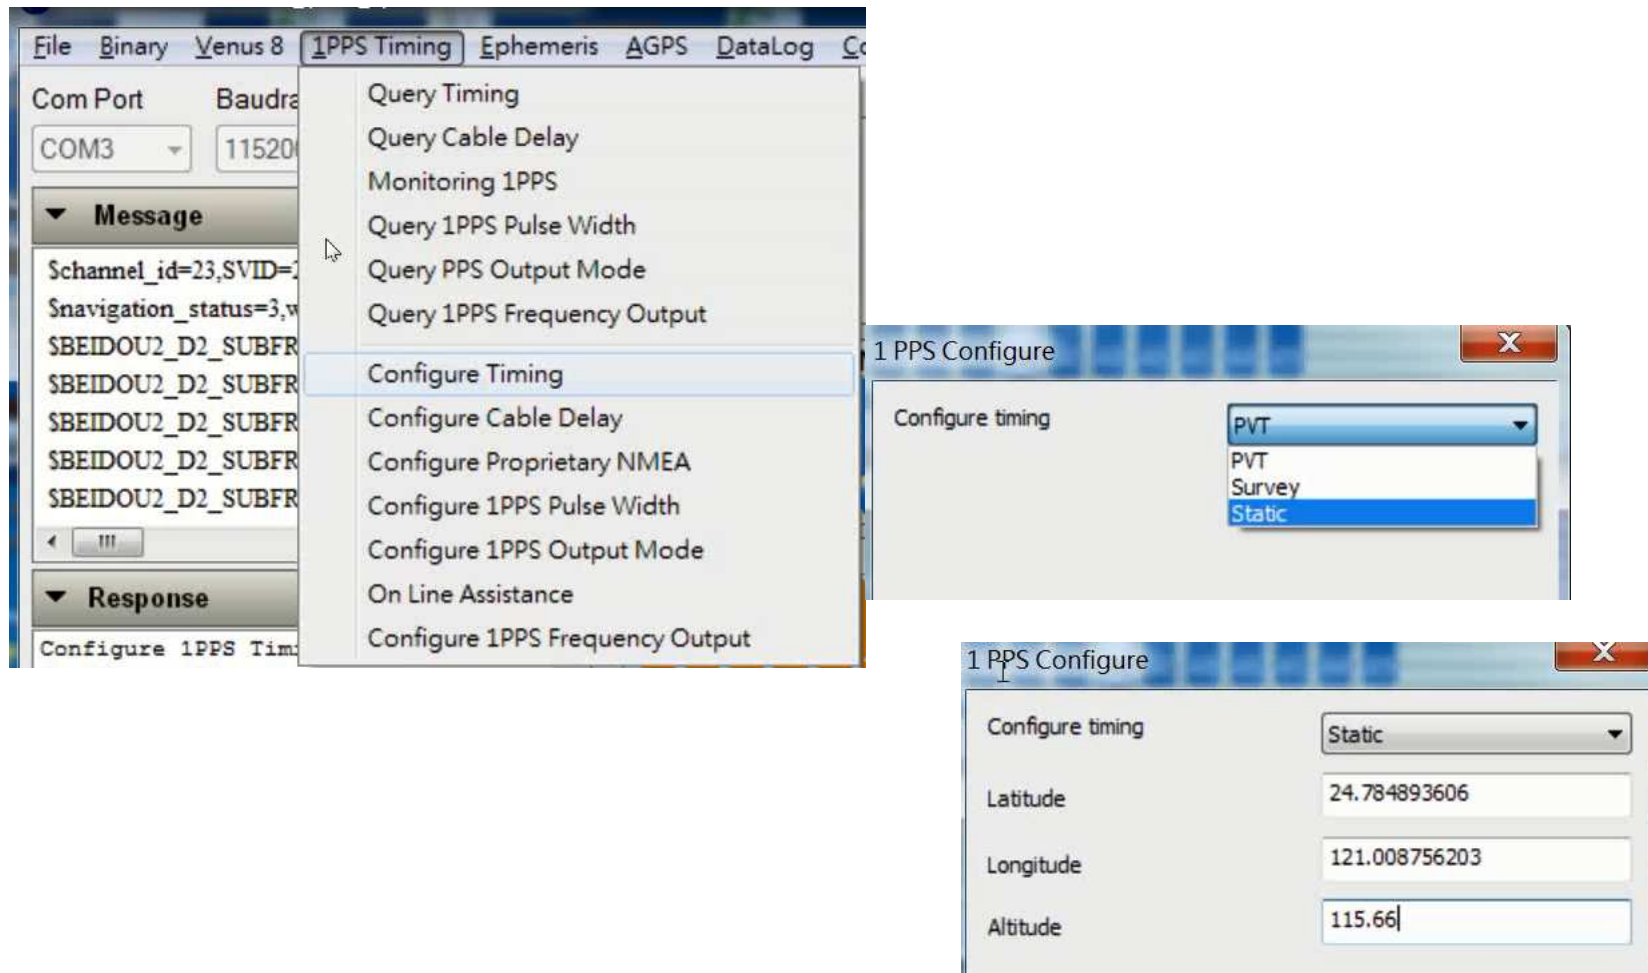 File Binary Venus 8 1PPS Timing Ephemeris AGPS DataLog
Com Port
COM3
Message
$channel_id=23,SVID=2
$navigation_status=3,w
$BEIDOU2_D2_SUBFR
$BEIDOU2_D2_SUBFR
$BEIDOU2_D2_SUBFR
$BEIDOU2_D2_SUBFR
$BEIDOU2_D2_SUBFR
Response
Configure 1PPS Tim
Query Timing
Query Cable Delay
Monitoring 1PPS
Query 1PPS Pulse Width
Query PPS Output Mode
Query 1PPS Frequency Output
Configure Timing
Configure Cable Delay
Configure Proprietary NMEA
Configure 1PPS Pulse Width
Configure 1PPS Output Mode
On Line Assistance
Configure 1PPS Frequency Output
1 PPS Configure
Configure timing PVT
PVT
Survey
Static
1 PPS Configure
Configure timing Static
Latitude 24.784893606
Longitude 121.008756203
Altitude 115.66